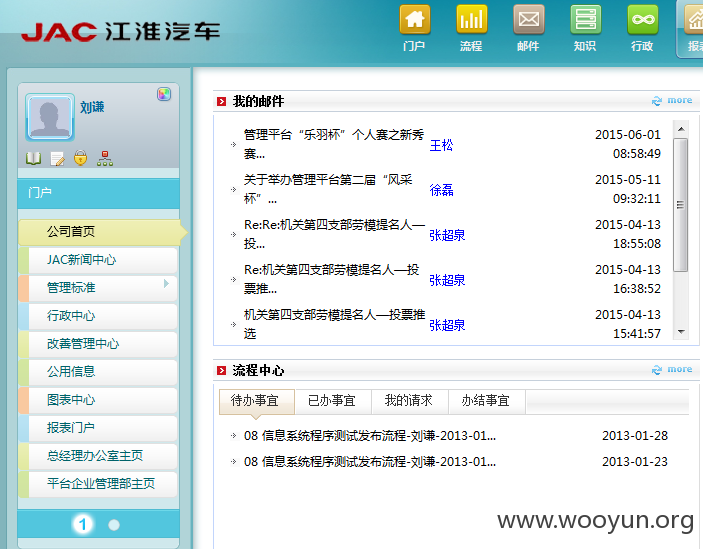 JAC 江淮汽车
门户 流程 邮件 知识 行政
刘谦
门户
公司首页
JAC新闻中心
管理标准
行政中心
改善管理中心
公用信息
图表中心
报表门户
总经理办公室主页
平台企业管理部主页
1
我的邮件 more
管理平台“乐羽杯”个人赛之新秀 王松 2015-06-01
赛... 08:58:49
关于举办管理平台第二届“风采 徐磊 2015-05-11
杯”... 09:32:11
Re:Re:机关第四支部劳模提名人—投... 张超泉 2015-04-13
18:55:08
Re:机关第四支部劳模提名人—投 张超泉 2015-04-13
票推... 16:38:52
机关第四支部劳模提名人—投票推 张超泉 2015-04-13
选 15:41:57
流程中心 more
待办事宜 已办事宜 我的请求 办结事宜
08 信息系统程序测试发布流程-刘谦-2013-01... 2013-01-28
08 信息系统程序测试发布流程-刘谦-2013-01... 2013-01-23
www.wooyun.org